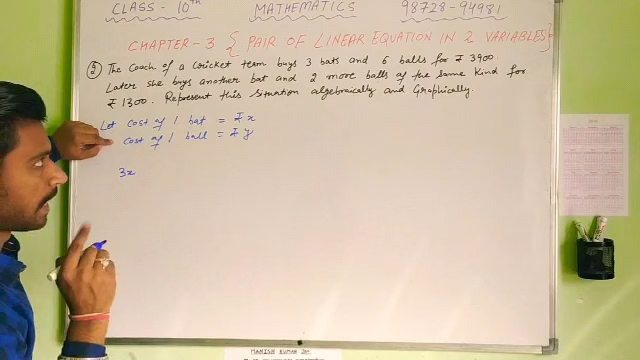 CLASS - 10th MATHEMATICS 98728-94981
CHAPTER-3 { PAIR OF LINEAR EQUATION IN 2 VARIABLES}
Q/2 The Coach of a Cricket term buys 3 bats and 6 balls for ₹ 3900
Later she buys another bat and 2 more balls of the same kind for
₹ 1300. Represent this situation algebraically and Graphically.
Let cost of 1 bat = ₹ x
cost of 1 ball = ₹ y
3x
MANISH KUMAR